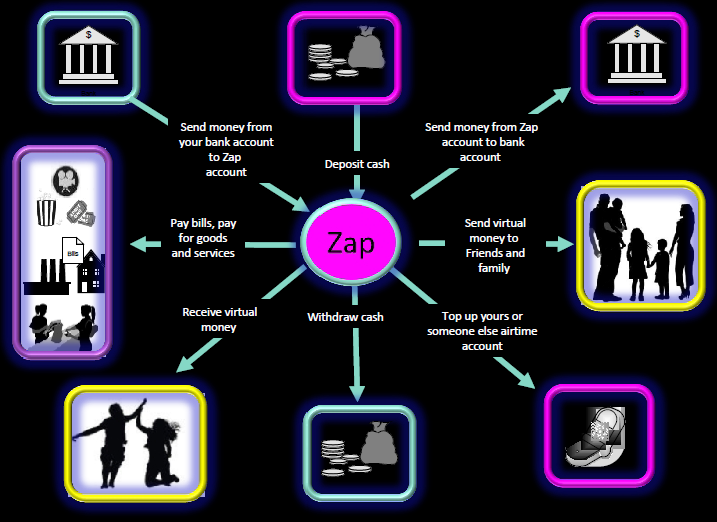 $
$
Send money from
your bank account
to Zap
account
Deposit cash
Send money from Zap
account to bank
account
Pay bills, pay
for goods
and services
Zap
Send virtual
money to
Friends and
family
Bills
Receive virtual
money
Withdraw cash
Top up yours or
someone else airtime
account